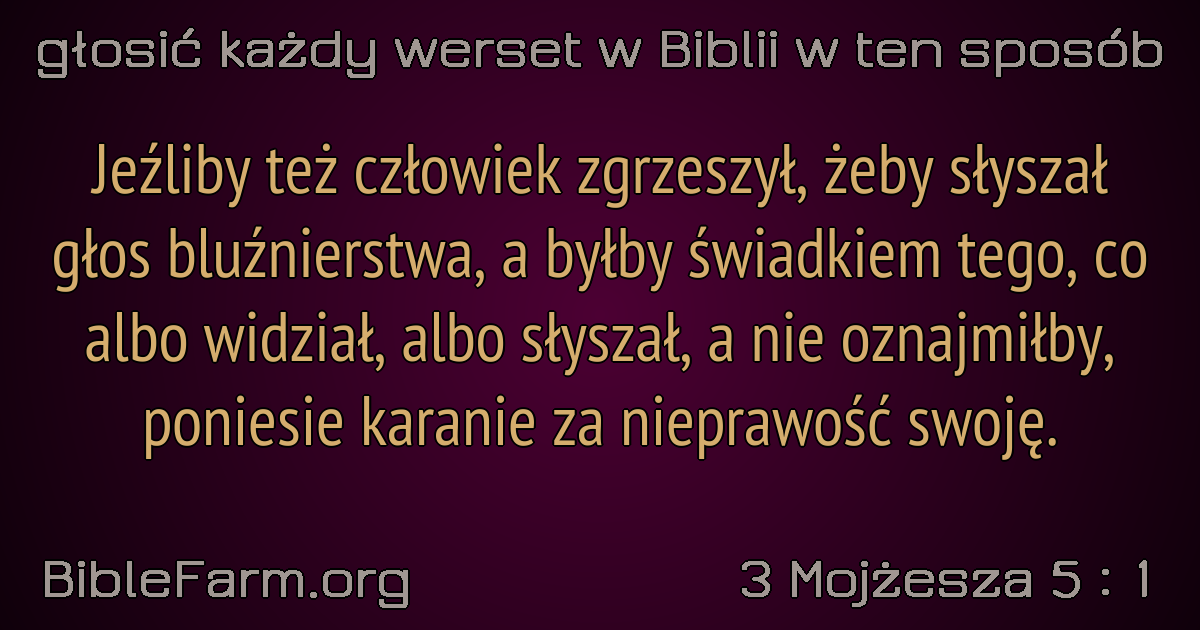 głosić każdy werset w Biblii w ten sposób
Jeźliby też człowiek zgrzeszył, żeby słyszał
głos bluźnierstwa, a byłby świadkiem tego, co
albo widział, albo słyszał, a nie oznajmiłby,
poniesie karanie za nieprawość swoję.
BibleFarm.org
3 Mojżesza 5 : 1